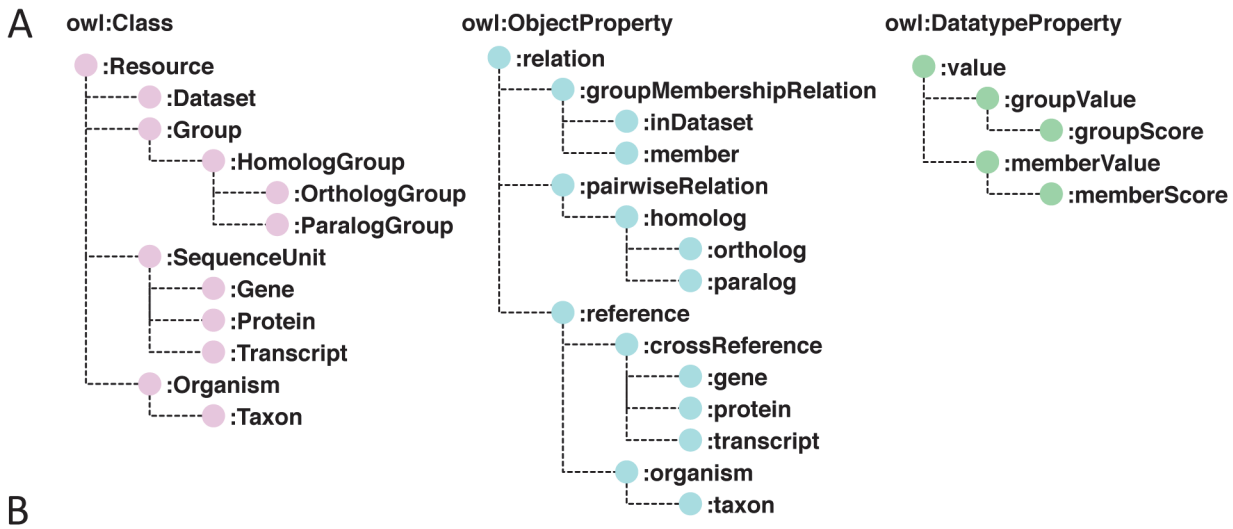 A
owl:Class
:Resource
:Dataset
:Group
:HomologGroup
:OrthologGroup
:ParalogGroup
:SequenceUnit
:Gene
:Protein
:Transcript
:Organism
:Taxon
owl:ObjectProperty
:relation
:groupMembershipRelation
:inDataset
:member
:pairwiseRelation
:homolog
:ortholog
:paralog
:reference
:crossReference
:gene
:protein
:transcript
:organism
:taxon
owl:DatatypeProperty
:value
:groupValue
:groupScore
:memberValue
:memberScore
B